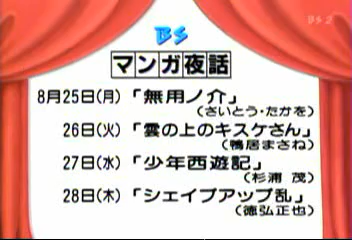 BS2
BS
マンガ夜話
8月25日(月)「無用ノ介」
(さいとう・たかを)
26日(火)「雲の上のキスケさん」
(鴨居まさね)
27日(水)「少年西遊記」
(杉浦 茂)
28日(木)「シェイプアップ乱」
(徳弘正也)